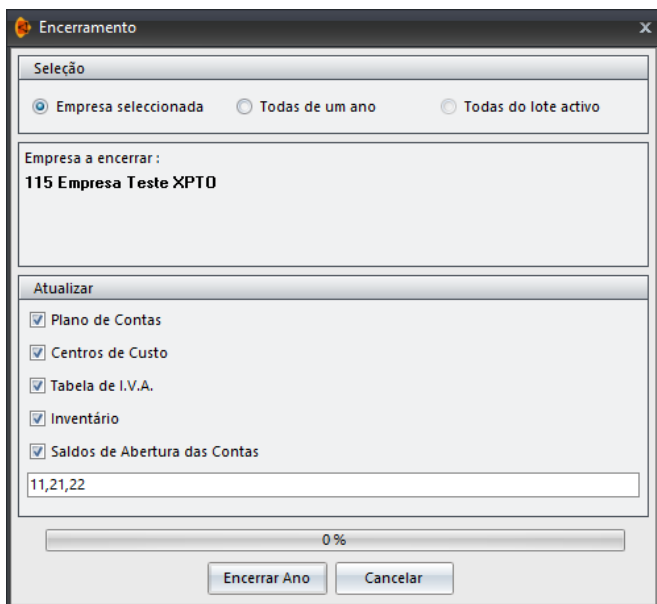 Encerramento x
Seleção
Empresa seleccionada Todas de um ano Todas do lote activo
Empresa a encerrar :
115 Empresa Teste XPTO
Atualizar
Plano de Contas
Centros de Custo
Tabela de I.V.A.
Inventário
Saldos de Abertura das Contas
11,21,22
0 %
Encerrar Ano Cancelar